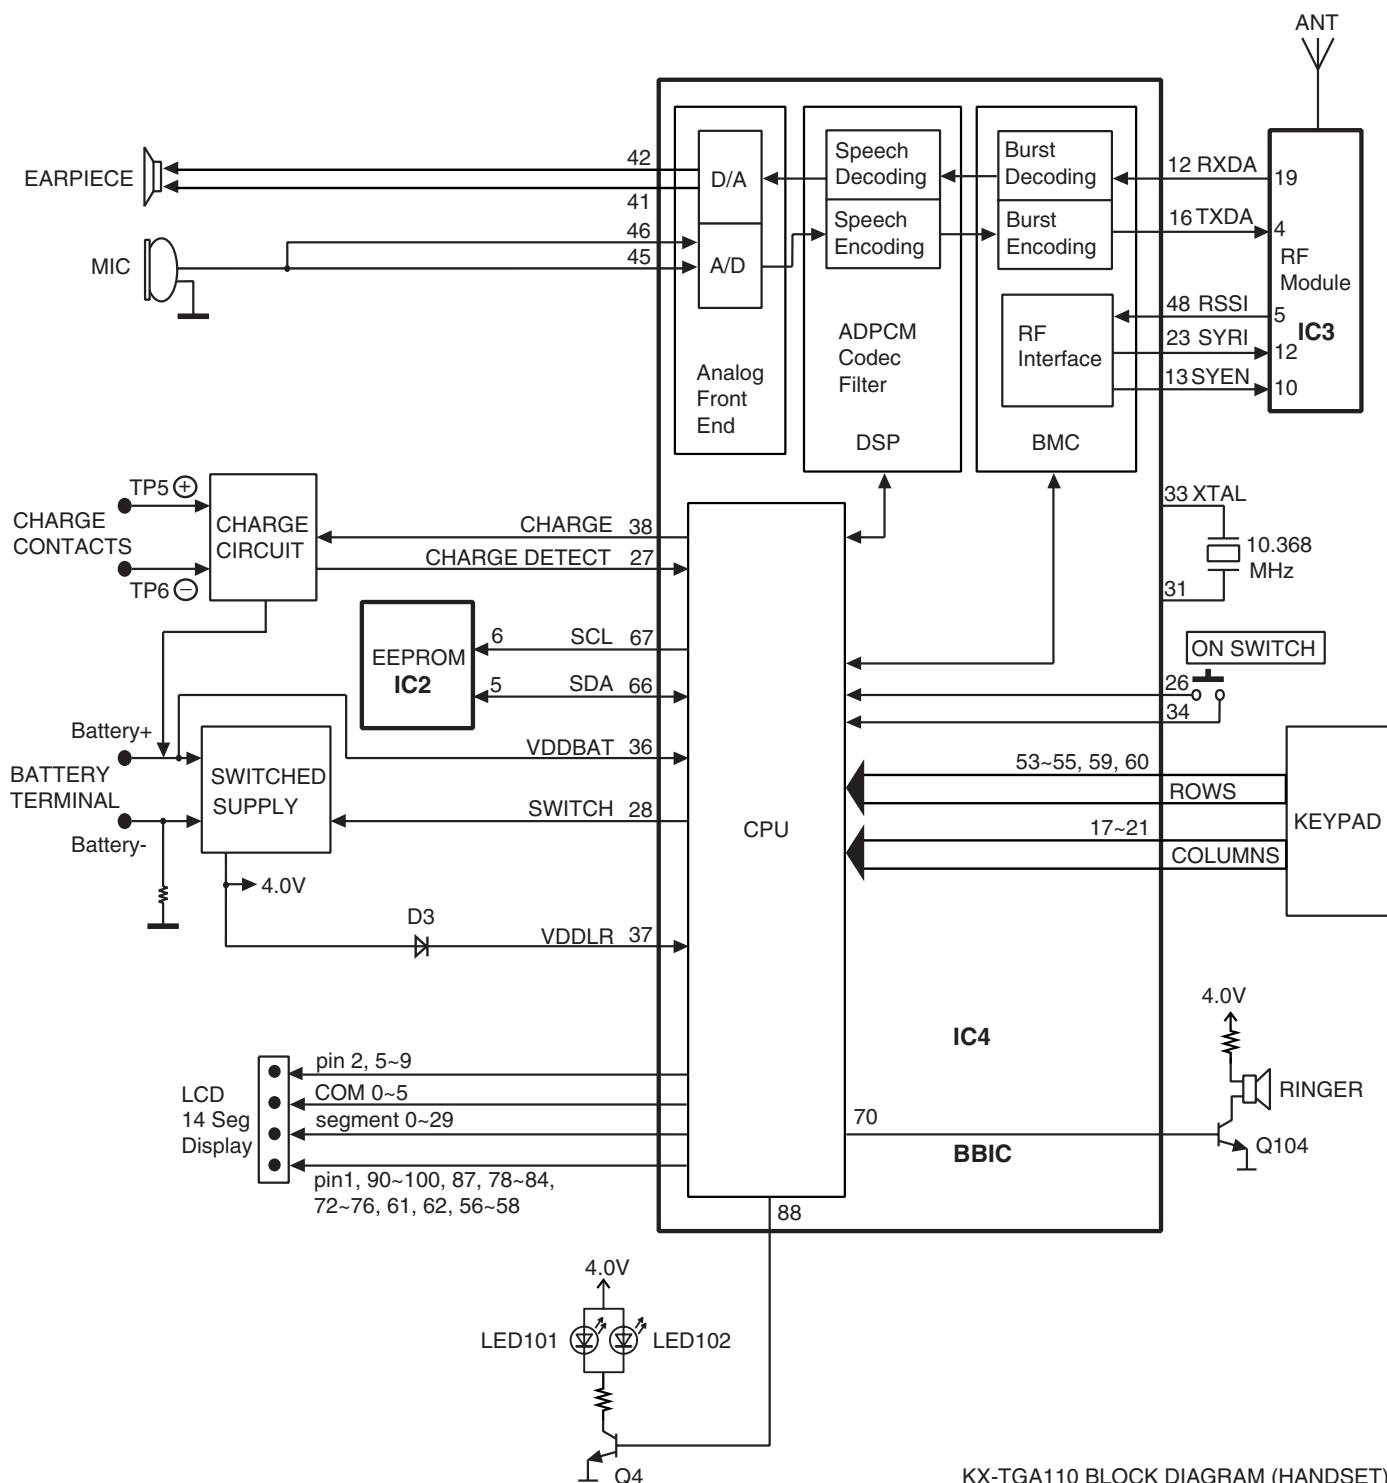 ANT
EARPIECE
42
41
MIC
46
45
D/A
A/D
Analog
Front
End
Speech
Decoding
Speech
Encoding
ADPCM
Codec
Filter
DSP
Burst
Decoding
Burst
Encoding
RF
Interface
BMC
12 RXDA
16 TXDA
48 RSSI
23 SYRI
13 SYEN
19
4
RF
Module
5
IC3
12
10
TP5 +
CHARGE
CONTACTS
TP6 −
CHARGE
CIRCUIT
CHARGE 38
CHARGE DETECT 27
33 XTAL
10.368
MHz
31
EEPROM
IC2
6 SCL 67
5 SDA 66
ON SWITCH
26
34
Battery+
BATTERY
TERMINAL
Battery-
SWITCHED
SUPPLY
VDDBAT 36
SWITCH 28
4.0V
D3
VDDLR 37
CPU
53~55, 59, 60
ROWS
17~21
COLUMNS
KEYPAD
LCD
14 Seg
Display
pin 2, 5~9
COM 0~5
segment 0~29
pin1, 90~100, 87, 78~84,
72~76, 61, 62, 56~58
IC4
BBIC
70
4.0V
RINGER
Q104
88
4.0V
LED101
LED102
Q4
KX-TGA110 BLOCK DIAGRAM (HANDSET)